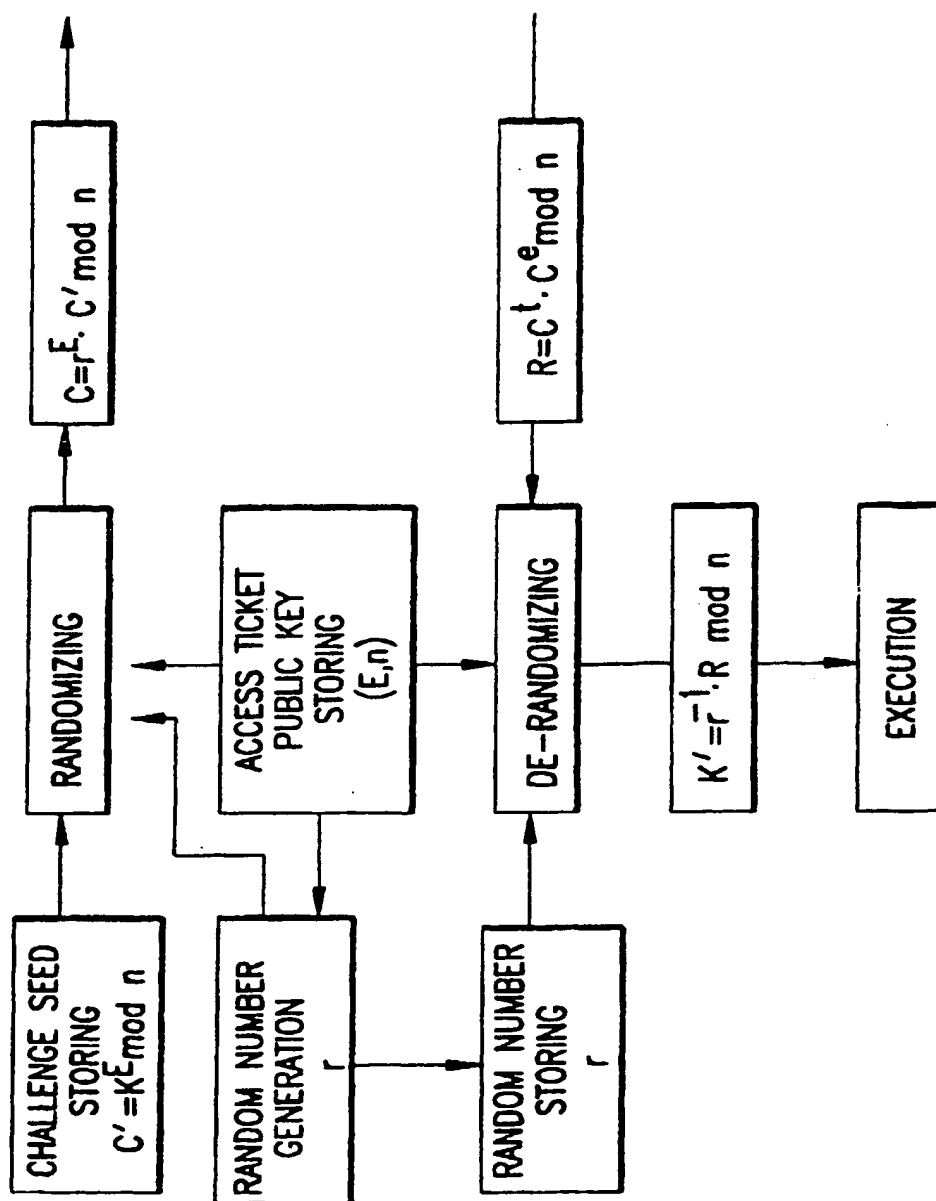 CHALLENGE SEED
STORING
C'=K^E mod n
RANDOMIZING
C=r^E· C' mod n
RANDOM NUMBER
GENERATION
r
ACCESS TICKET
PUBLIC KEY
STORING
(E,n)
RANDOM NUMBER
STORING
r
DE-RANDOMIZING
R=C^t· C^e mod n
K'=r^-1· R mod n
EXECUTION